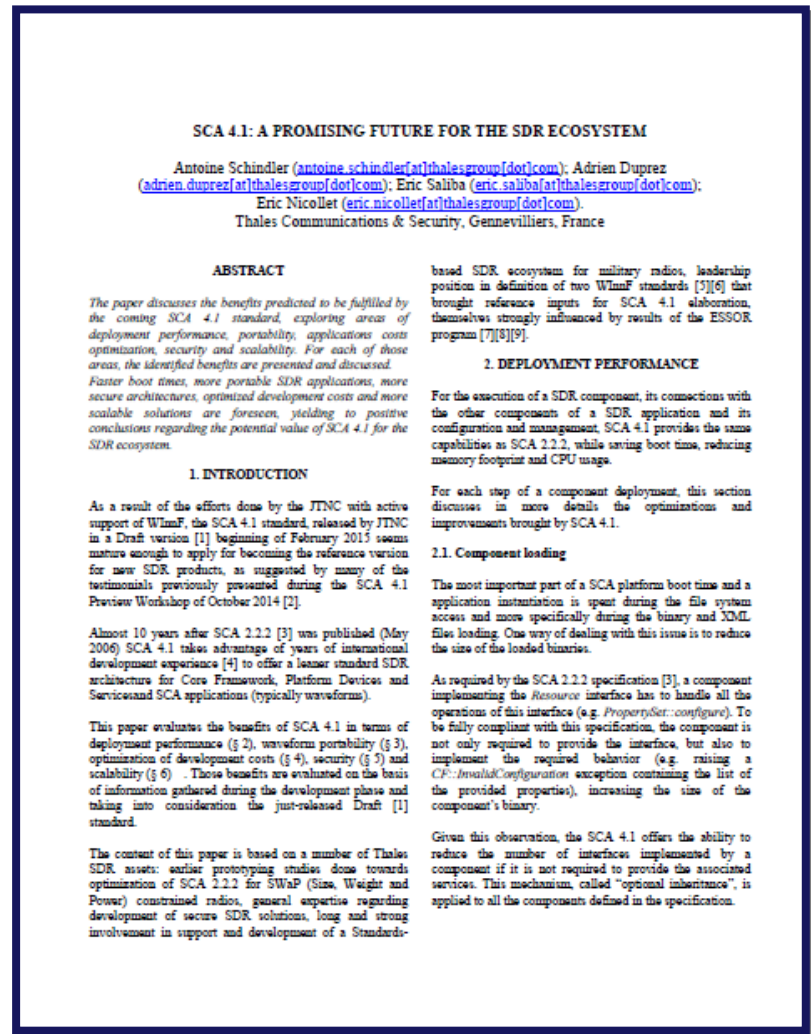 SCA 4.1: A PROMISING FUTURE FOR THE SDR ECOSYSTEM
Antoine Schindler (antoine.schindler[at]thalesgroup[dot]com); Adrien Duprez
(adrien.duprez[at]thalesgroup[dot]com); Eric Saliba (eric.saliba[at]thalesgroup[dot]com);
Eric Nicollet (eric.nicollet[at]thalesgroup[dot]com).
Thales Communications & Security, Gennevilliers, France
ABSTRACT
The paper discusses the benefits predicted to be fulfilled by
the coming SCA 4.1 standard, exploring areas of
deployment performance, portability, applications costs
optimization, security and scalability. For each of those
areas, the identified benefits are presented and discussed.
Faster boot times, more portable SDR applications, more
secure architectures, optimized development costs and more
scalable solutions are foreseen, yielding to positive
conclusions regarding the potential value of SCA 4.1 for the
SDR ecosystem.
1. INTRODUCTION
As a result of the efforts done by the JTNC with active
support of WInnF, the SCA 4.1 standard, released by JTNC
in a Draft version [1] beginning of February 2015 seems
mature enough to apply for becoming the reference version
for new SDR products, as suggested by many of the
testimonials previously presented during the SCA 4.1
Preview Workshop of October 2014 [2].
Almost 10 years after SCA 2.2.2 [3] was published (May
2006) SCA 4.1 takes advantage of years of international
development experience [4] to offer a leaner standard SDR
architecture for Core Framework, Platform Devices and
Servicesand SCA applications (typically waveforms).
This paper evaluates the benefits of SCA 4.1 in terms of
deployment performance (§ 2), waveform portability (§ 3),
optimization of development costs (§ 4), security (§ 5) and
scalability (§ 6) . Those benefits are evaluated on the basis
of information gathered during the development phase and
taking into consideration the just-released Draft [1]
standard.
The content of this paper is based on a number of Thales
SDR assets: earlier prototyping studies done towards
optimization of SCA 2.2.2 for SWaP (Size, Weight and
Power) constrained radios, general expertise regarding
development of secure SDR solutions, long and strong
involvement in support and development of a Standards-
based SDR ecosystem for military radios, leadership
position in definition of two WInnF standards [5][6] that
brought reference inputs for SCA 4.1 elaboration,
themselves strongly influenced by results of the ESSOR
program [7][8][9].
2. DEPLOYMENT PERFORMANCE
For the execution of a SDR component, its connections with
the other components of a SDR application and its
configuration and management, SCA 4.1 provides the same
capabilities as SCA 2.2.2, while saving boot time, reducing
memory footprint and CPU usage.
For each step of a component deployment, this section
discusses in more details the optimizations and
improvements brought by SCA 4.1.
2.1. Component loading
The most important part of a SCA platform boot time and a
application instantiation is spent during the file system
access and more specifically during the binary and XML
files loading. One way of dealing with this issue is to reduce
the size of the loaded binaries.
As required by the SCA 2.2.2 specification [3], a component
implementing the Resource interface has to handle all the
operations of this interface (e.g. PropertySet::configure). To
be fully compliant with this specification, the component is
not only required to provide the interface, but also to
implement the required behavior (e.g. raising a
CF::InvalidConfiguration exception containing the list of
the provided properties), increasing the size of the
component's binary.
Given this observation, the SCA 4.1 offers the ability to
reduce the number of interfaces implemented by a
component if it is not required to provide the associated
services. This mechanism, called "optional inheritance", is
applied to all the components defined in the specification.